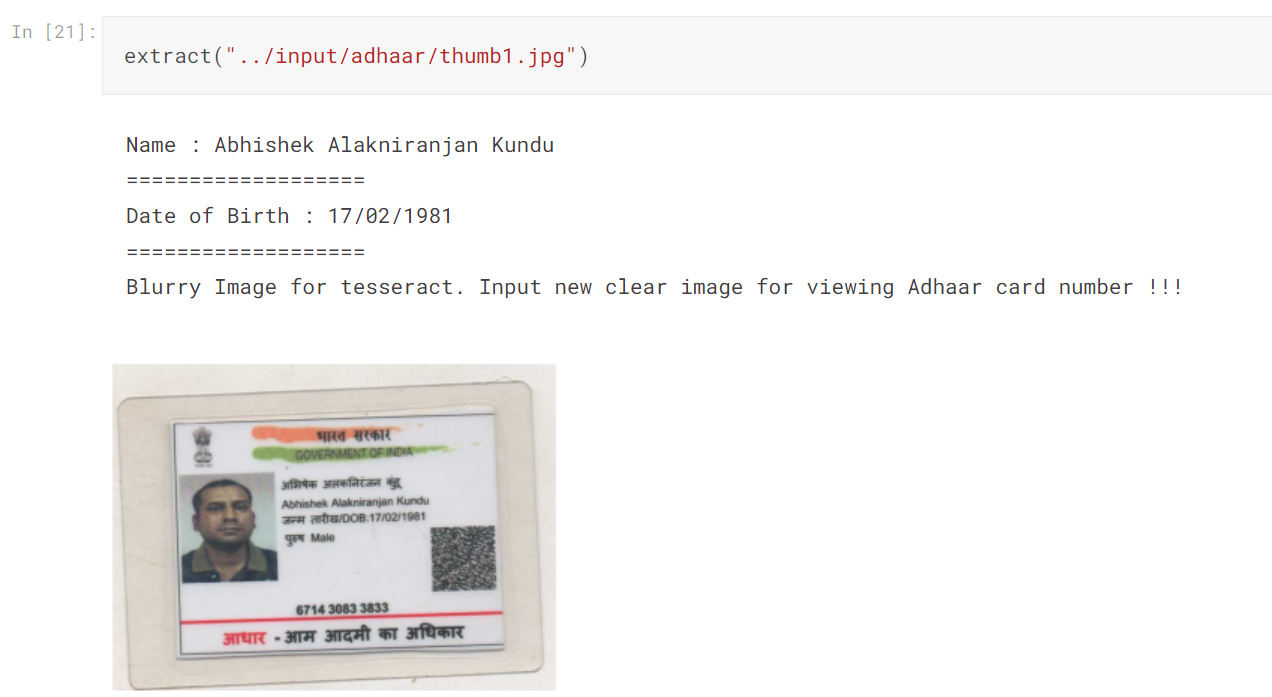 In [21]:
extract("../input/adhaar/thumb1.jpg")
Name : Abhishek Alakniranjan Kundu
===================
Date of Birth : 17/02/1981
===================
Blurry Image for tesseract. Input new clear image for viewing Adhaar card number !!!
भारत सरकार
GOVERNMENT OF INDIA
अभिषेक अलकनिरंजन कुंडू
Abhishek Alakniranjan Kundu
जन्म तारीख/DOB:17/02/1981
पुरुष Male
6714 3083 3833
आधार - आम आदमी का अधिकार